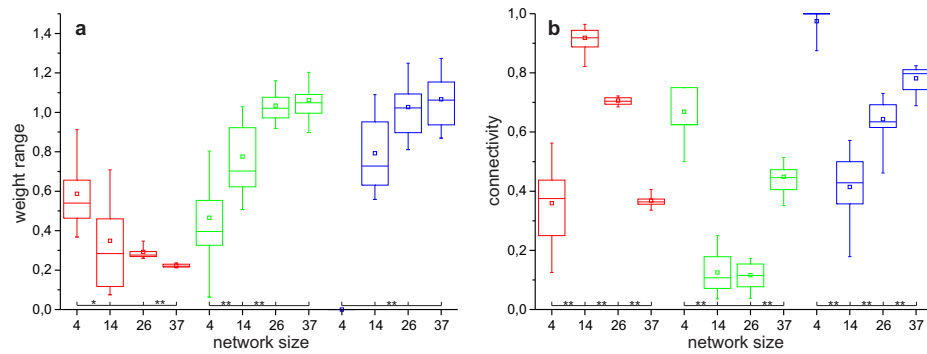 a
1,4
1,2
1,0
0,8
0,6
0,4
0,2
0,0
weight range
* ** ** ** **
4 14 26 37 4 14 26 37 4 14 26 37
network size
b
1,0
0,8
0,6
0,4
0,2
0,0
connectivity
** ** ** ** ** ** ** **
4 14 26 37 4 14 26 37 4 14 26 37
network size